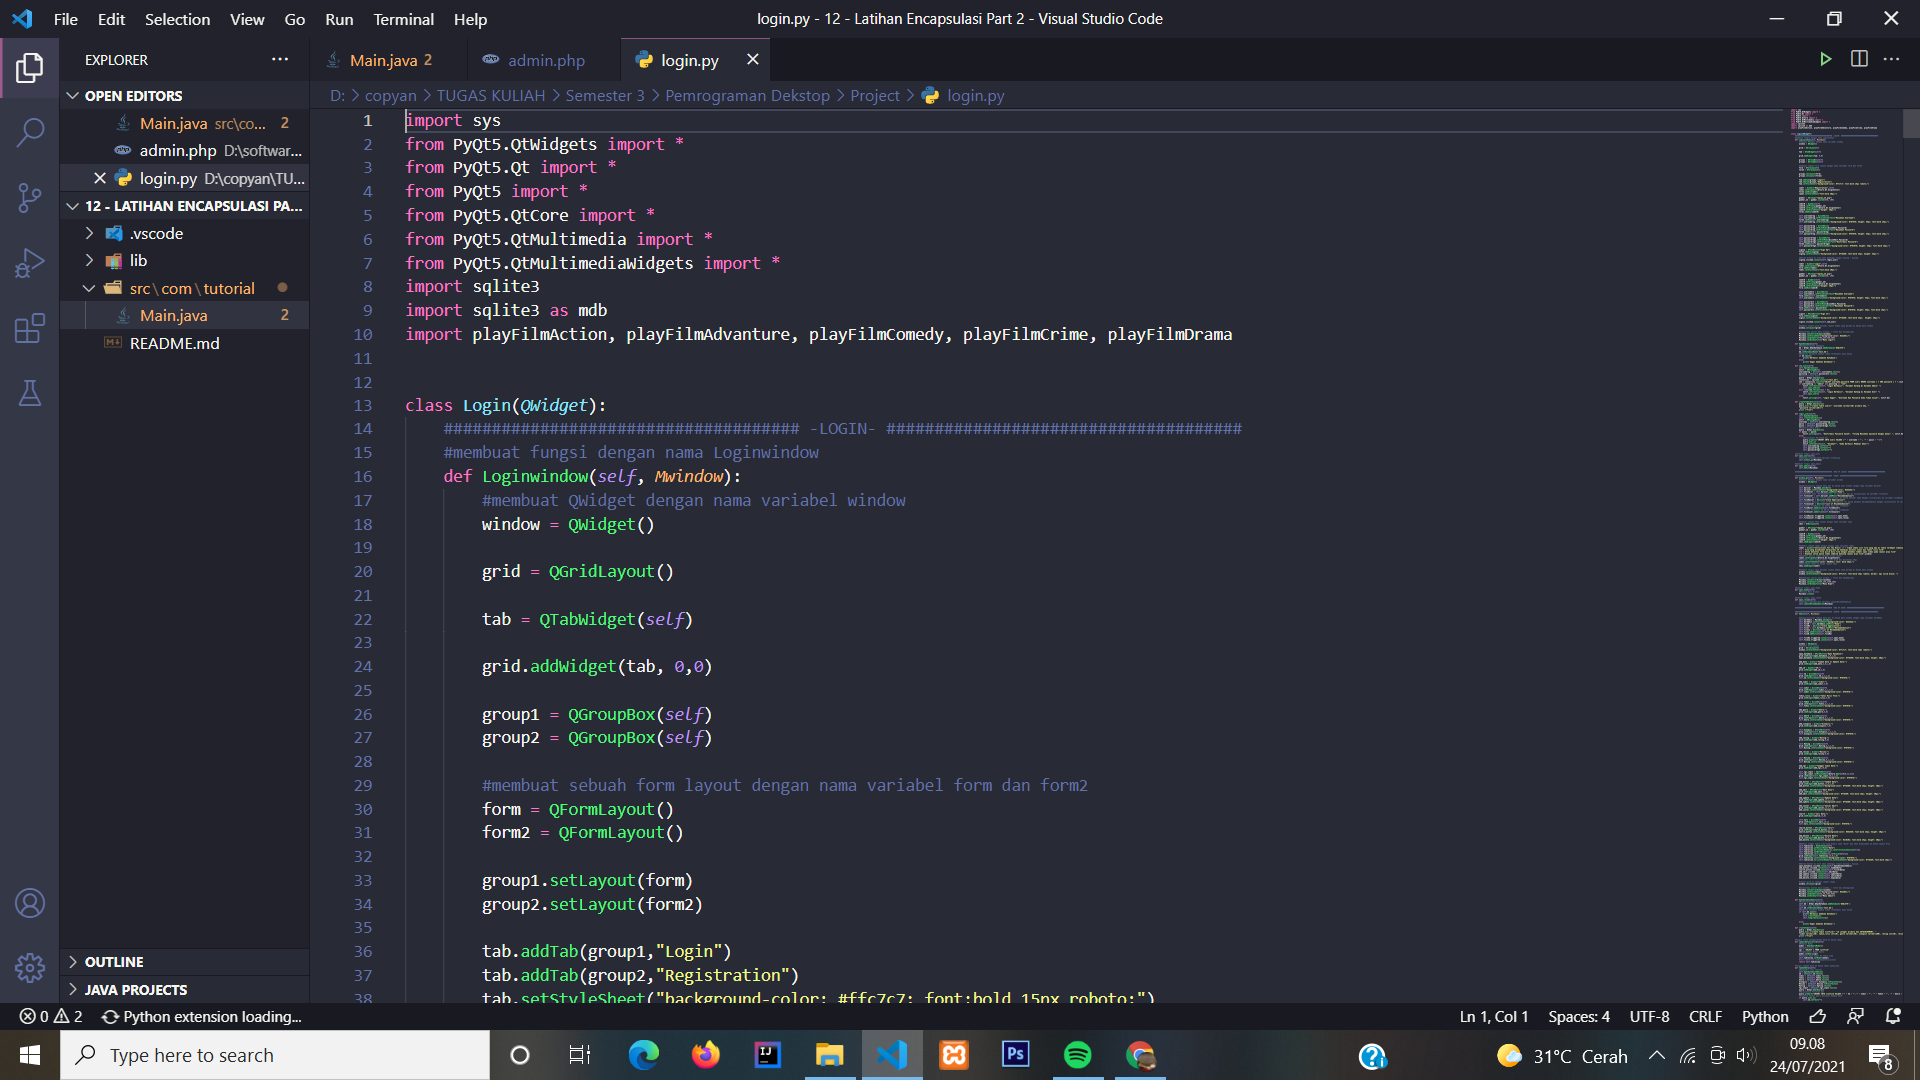 File Edit Selection View Go Run Terminal Help
login.py - 12 - Latihan Encapsulasi Part 2 - Visual Studio Code
EXPLORER
OPEN EDITORS
Main.java src\co... 2
admin.php D:\softwar...
login.py D:\copyan\TU...
12 - LATIHAN ENCAPSULASI PA...
.vscode
lib
src\com\tutorial
Main.java 2
README.md
OUTLINE
JAVA PROJECTS
Main.java 2
admin.php
login.py
D: > copyan > TUGAS KULIAH > Semester 3 > Pemrograman Dekstop > Project > login.py
1 import sys
2 from PyQt5.QtWidgets import *
3 from PyQt5.Qt import *
4 from PyQt5 import *
5 from PyQt5.QtCore import *
6 from PyQt5.QtMultimedia import *
7 from PyQt5.QtMultimediaWidgets import *
8 import sqlite3
9 import sqlite3 as mdb
10 import playFilmAction, playFilmAdvanture, playFilmComedy, playFilmCrime, playFilmDrama
11
12
13 class Login(QWidget):
14 ##################################### -LOGIN- #####################################
15 #membuat fungsi dengan nama Loginwindow
16 def Loginwindow(self, Mwindow):
17 #membuat QWidget dengan nama variabel window
18 window = QWidget()
19
20 grid = QGridLayout()
21
22 tab = QTabWidget(self)
23
24 grid.addWidget(tab, 0,0)
25
26 group1 = QGroupBox(self)
27 group2 = QGroupBox(self)
28
29 #membuat sebuah form layout dengan nama variabel form dan form2
30 form = QFormLayout()
31 form2 = QFormLayout()
32
33 group1.setLayout(form)
34 group2.setLayout(form2)
35
36 tab.addTab(group1,"Login")
37 tab.addTab(group2,"Registration")
38 tab.setStyleSheet("background-color: #ffc7c7; font:bold 15px roboto;")
0 2 Python extension loading...
Ln 1, Col 1 Spaces: 4 UTF-8 CRLF Python
Type here to search
31°C Cerah
09.08
24/07/2021
8